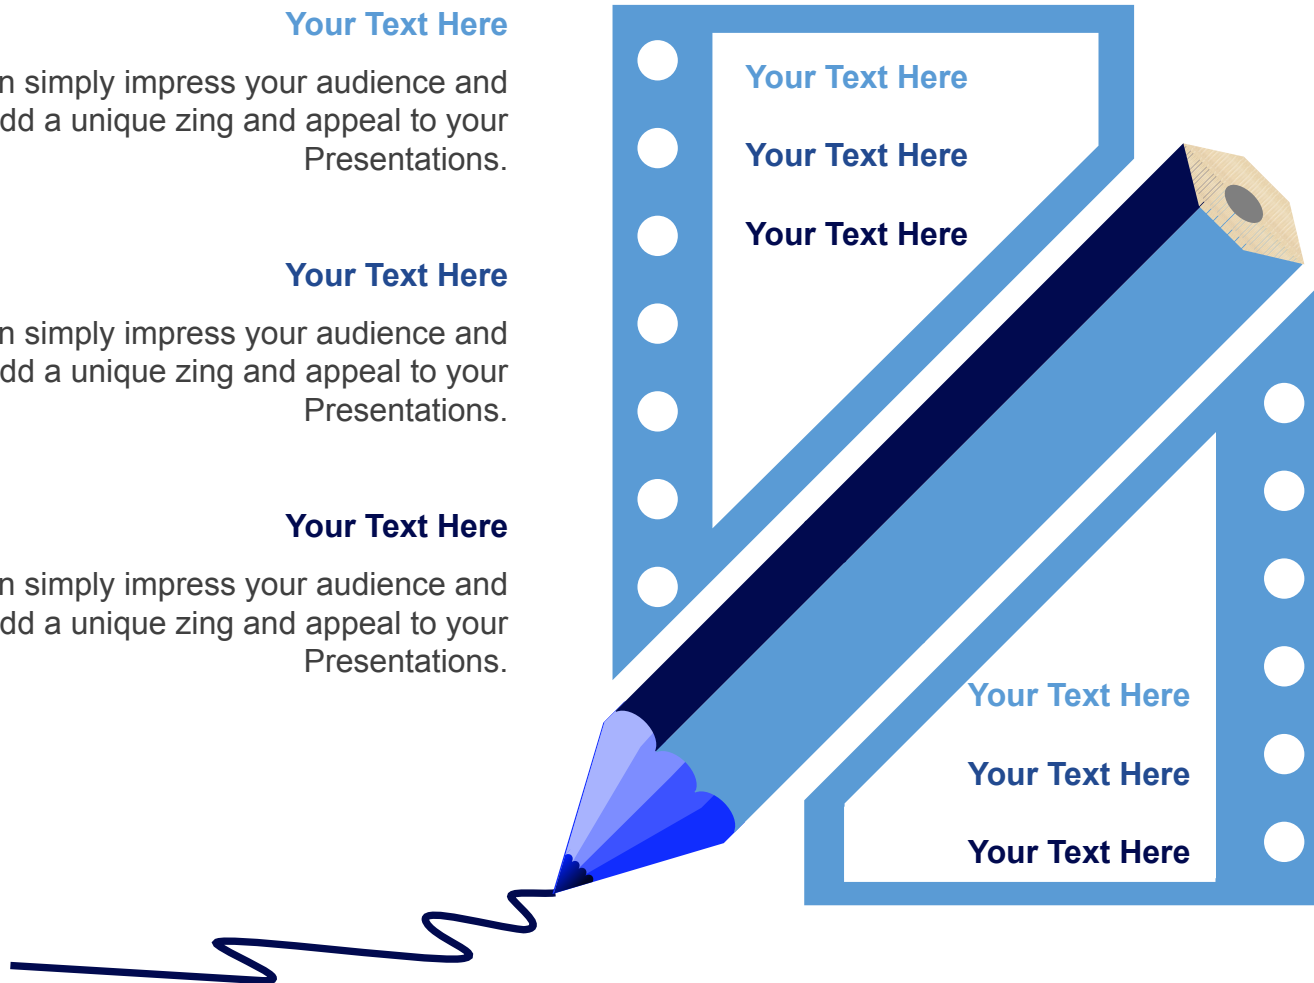 Your Text Here
n simply impress your audience and
dd a unique zing and appeal to your
Presentations.
Your Text Here
n simply impress your audience and
dd a unique zing and appeal to your
Presentations.
Your Text Here
n simply impress your audience and
dd a unique zing and appeal to your
Presentations.
Your Text Here
Your Text Here
Your Text Here
Your Text Here
Your Text Here
Your Text Here